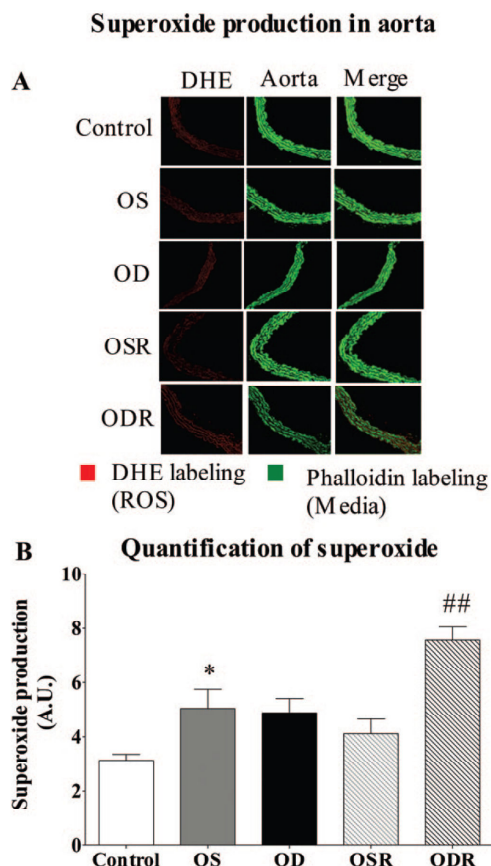 Superoxide production in aorta
A
DHE Aorta Merge
Control
OS
OD
OSR
ODR
DHE labeling
(ROS)
Phalloidin labeling
(Media)
B Quantification of superoxide
Superoxide production
(A.U.)
10
8
6
4
2
0
*
##
Control OS OD OSR ODR